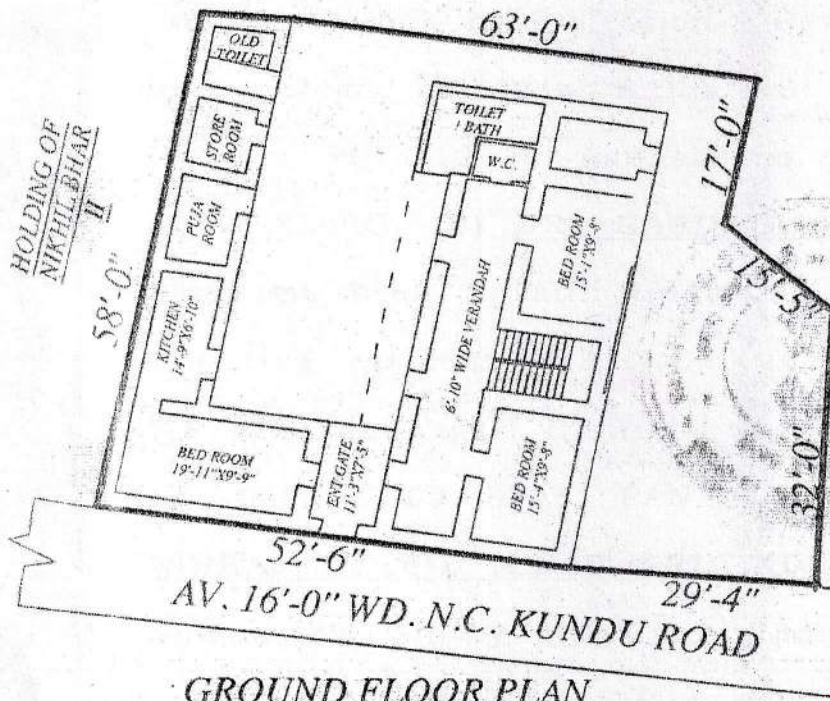 63'-0"
OLD
TOILET
TOILET
BATH
W.C.
STORE
ROOM
HOLDING OF
NIKHIL BHAR
II
17'-0"
PUJA
ROOM
BED ROOM
15'-1"X9'-8"
15'-5"
58'-0"
KITCHEN
14'-9"X6'-10"
6'-10" WIDE VERANDAH
BED ROOM
19'-11"X9'-9"
ENT.GATE
11'-3"X7'-5"
BED ROOM
15'-4"X9'-8"
32'-0"
52'-6"
29'-4"
AV. 16'-0" WD. N.C. KUNDU ROAD
GROUND FLOOR PLAN